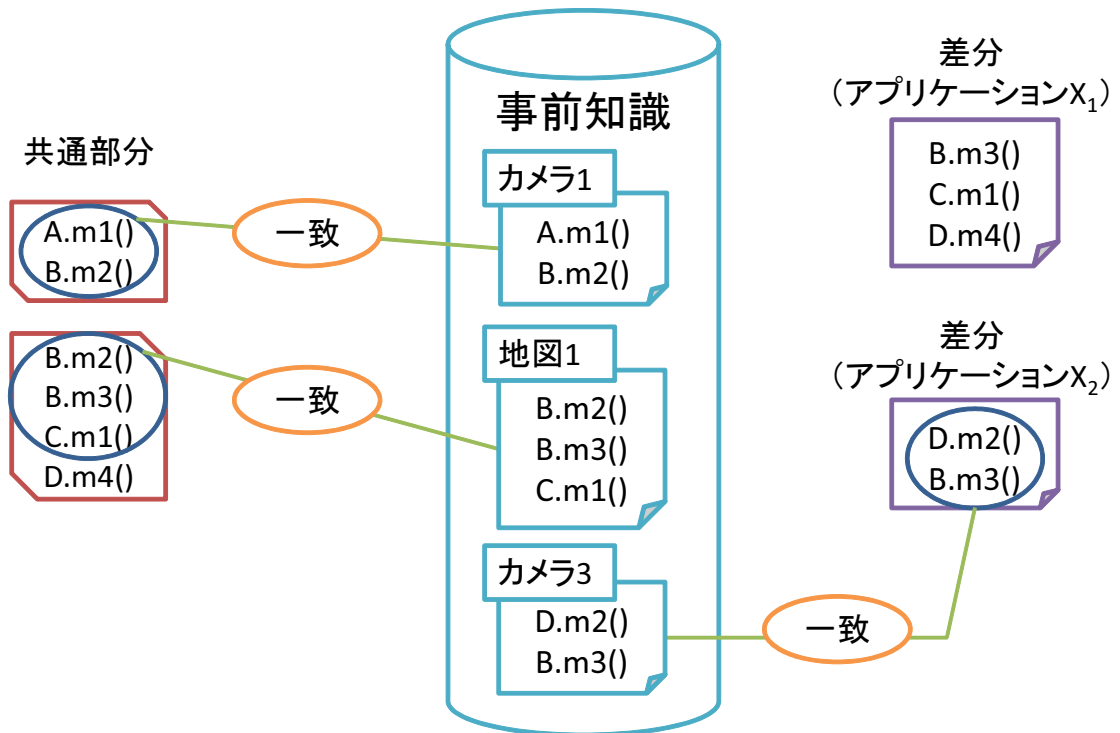 共通部分
A.m1()
B.m2()
B.m2()
B.m3()
C.m1()
D.m4()
一致
一致
事前知識
カメラ1
A.m1()
B.m2()
地図1
B.m2()
B.m3()
C.m1()
カメラ3
D.m2()
B.m3()
一致
差分
（アプリケーションX₁）
B.m3()
C.m1()
D.m4()
差分
（アプリケーションX₂）
D.m2()
B.m3()